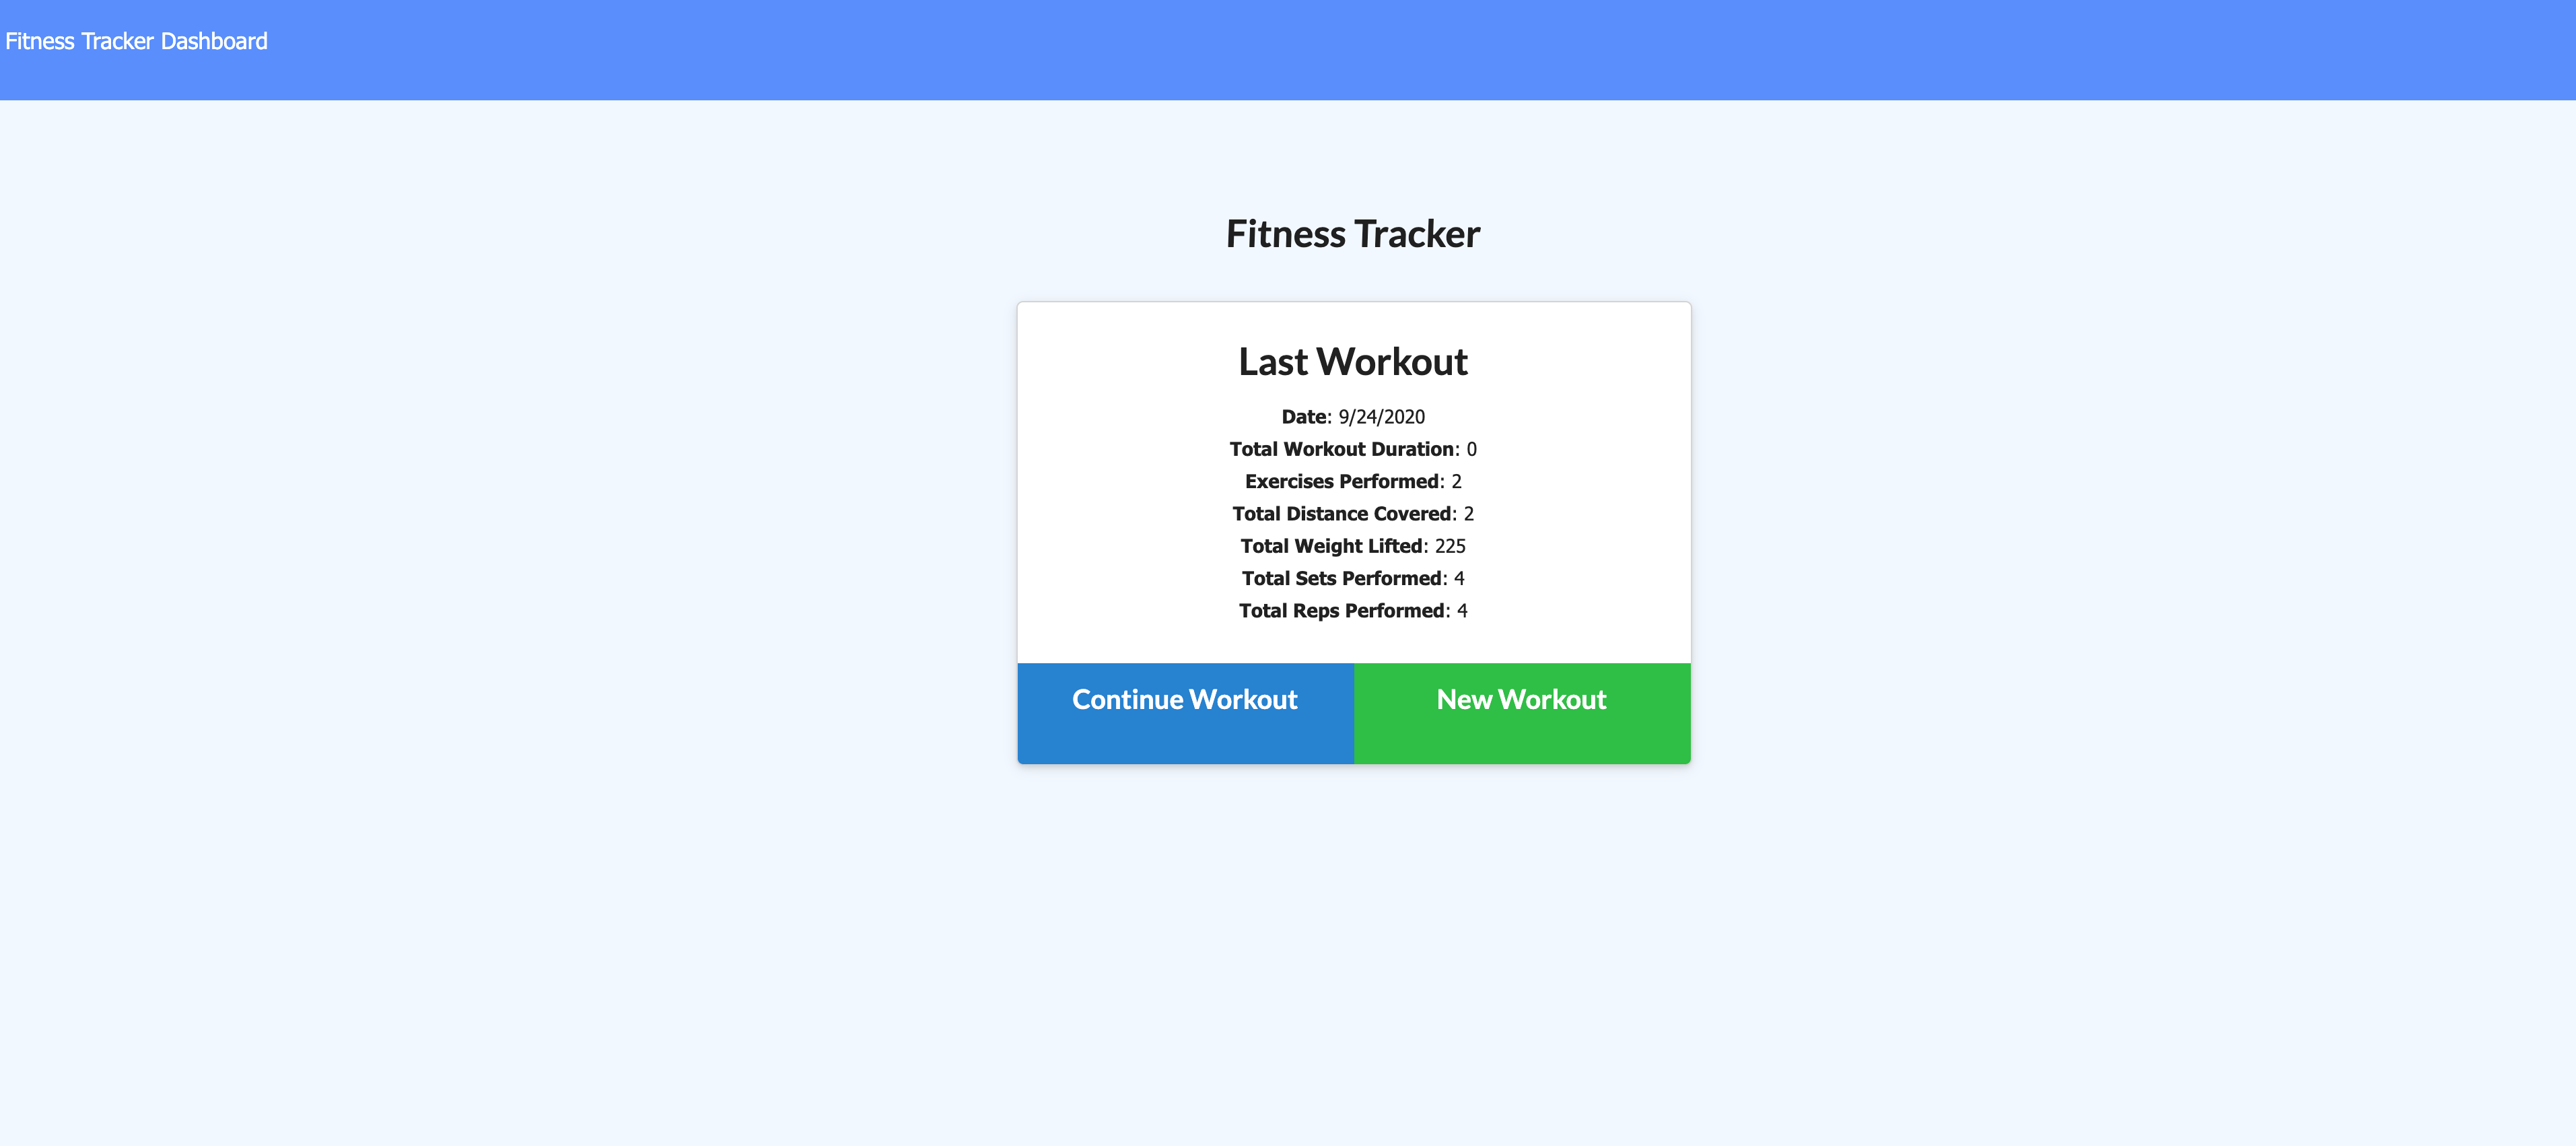 Fitness Tracker Dashboard
Fitness Tracker
Last Workout
Date: 9/24/2020
Total Workout Duration: 0
Exercises Performed: 2
Total Distance Covered: 2
Total Weight Lifted: 225
Total Sets Performed: 4
Total Reps Performed: 4
Continue Workout New Workout